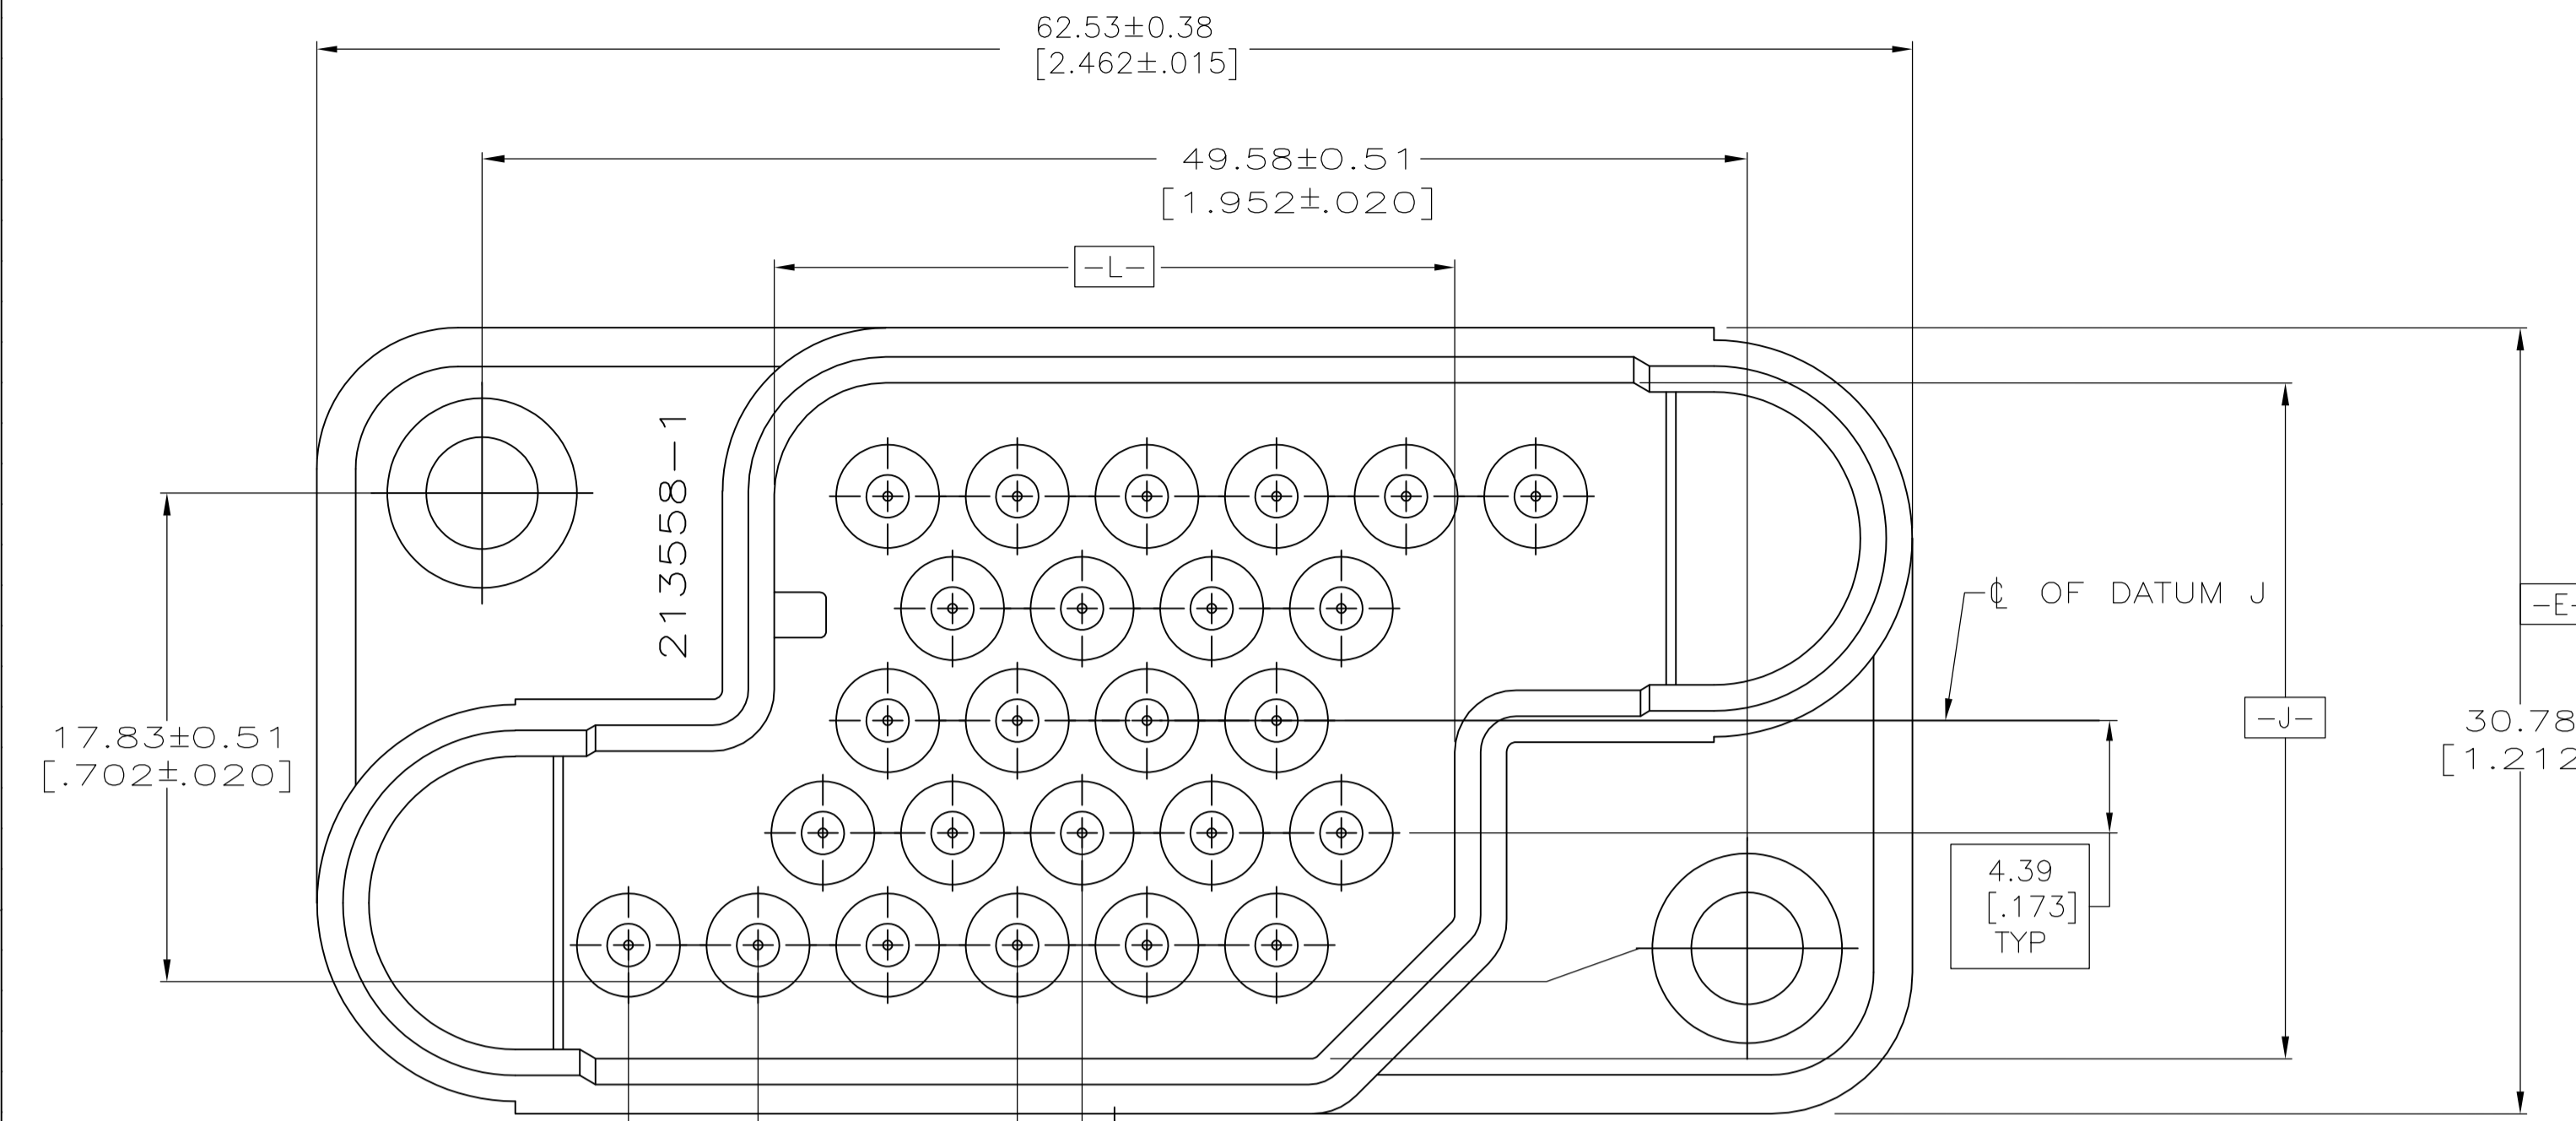 62.53±0.38
[2.462±.015]
49.58±0.51
[1.952±.020]
-L-
213558-1
℄ OF DATUM J
-E-
17.83±0.51
[.702±.020]
-J-
30.78
[1.212
4.39
[.173]
TYP